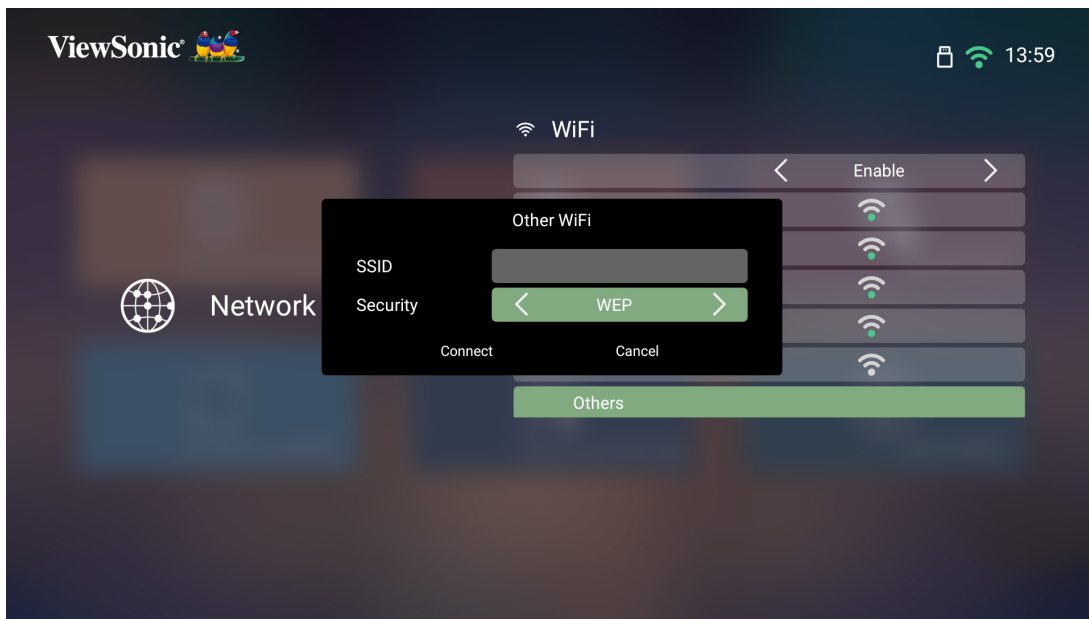 ViewSonic®
13:59
WiFi
Enable
Other WiFi
SSID
Security
WEP
Connect
Cancel
Network
Others